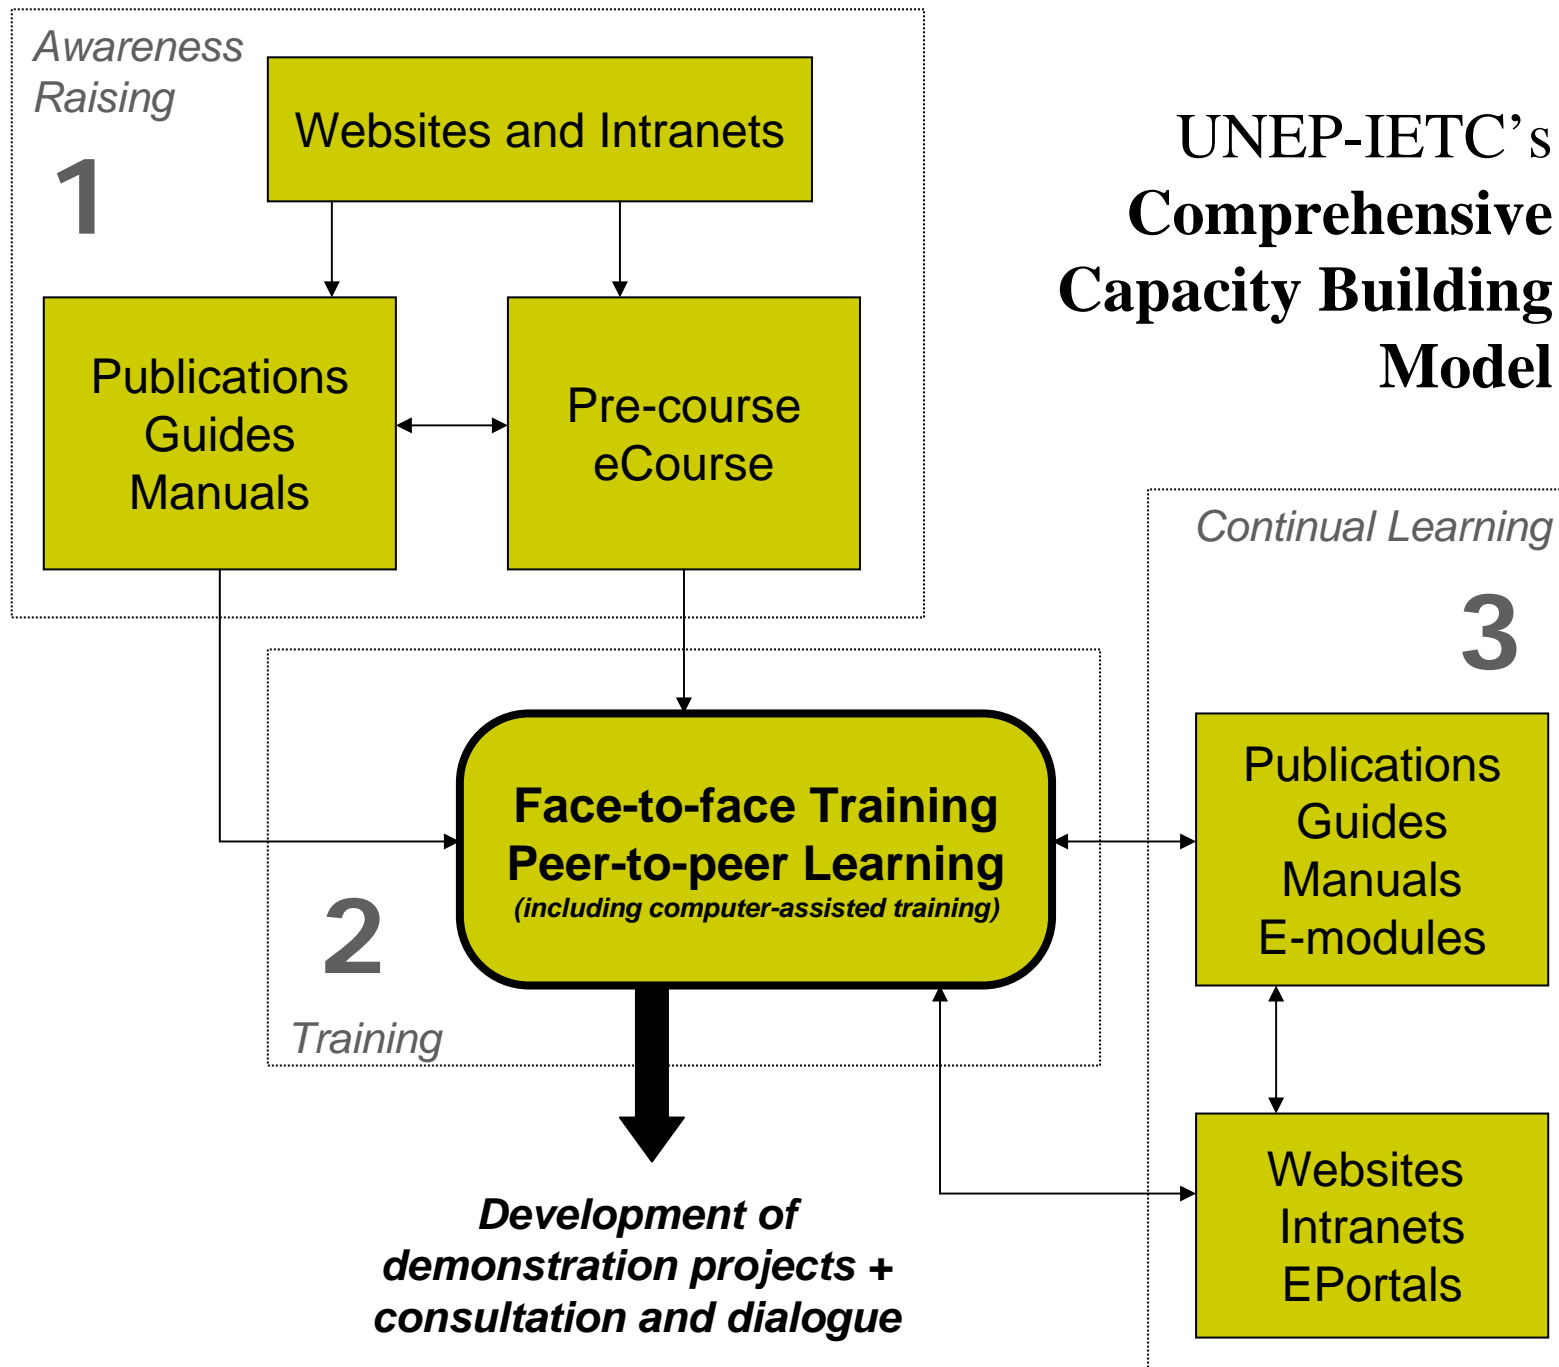 Awareness
Raising
1
Websites and Intranets
UNEP-IETC’s
Comprehensive
Capacity Building
Model
Publications
Guides
Manuals
Pre-course
eCourse
Continual Learning
3
Face-to-face Training
Peer-to-peer Learning
(including computer-assisted training)
2
Training
Publications
Guides
Manuals
E-modules
Development of
demonstration projects +
consultation and dialogue
Websites
Intranets
EPortals